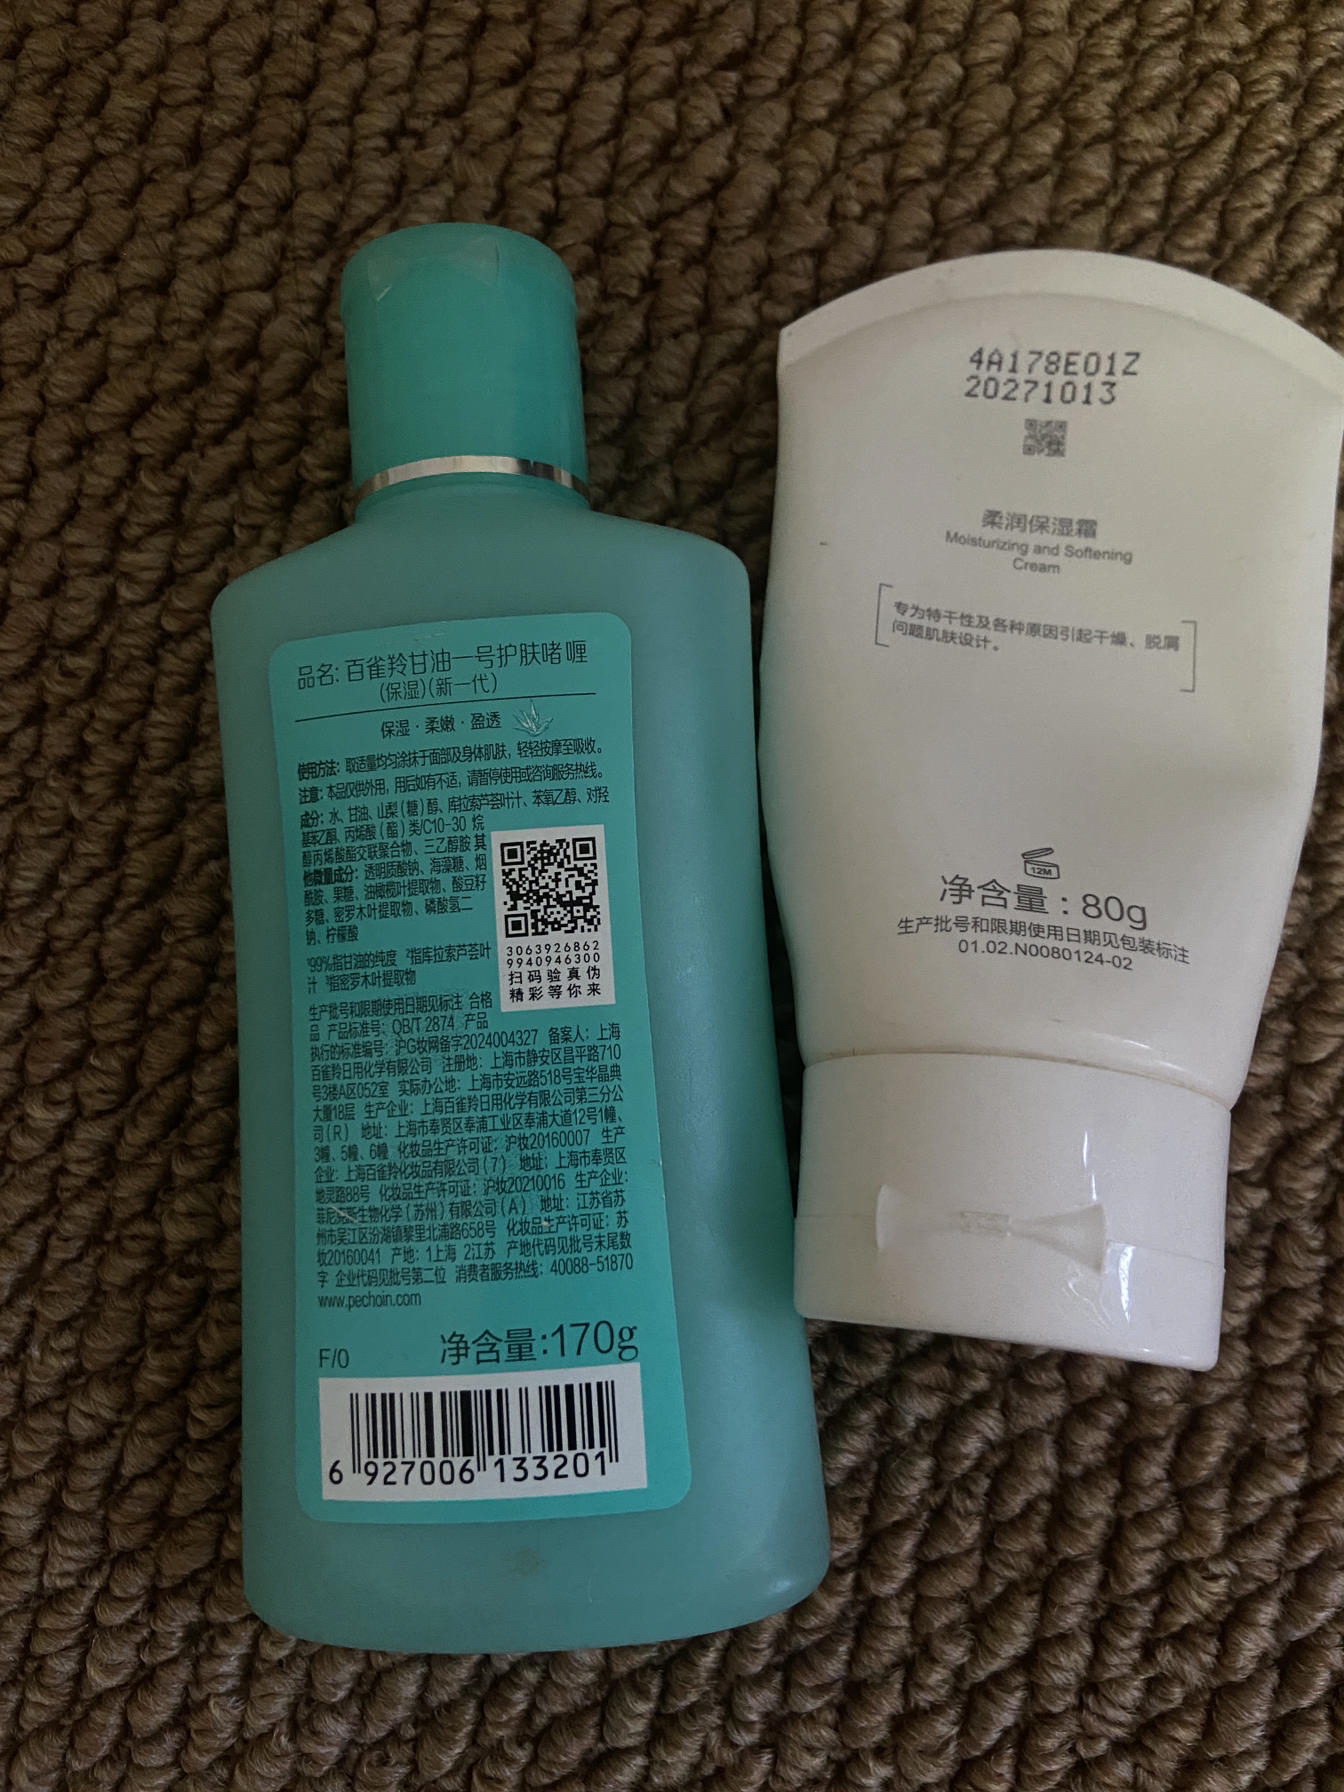 品名: 百雀羚甘油一号护肤啫喱
(保湿)(新一代)
保湿·柔嫩·盈透
使用方法: 取适量均匀涂抹于面部及身体肌肤, 轻轻按摩至吸收。
注意: 本品仅供外用, 用后如有不适, 请暂停使用或咨询服务热线。
成分: 水、甘油、山梨(糖)醇、库拉索芦荟叶汁、苯氧乙醇、对羟
基苯乙酮、丙烯酸(酯)类/C10-30 烷
醇丙烯酸酯交联聚合物、三乙醇胺 其
他微量成分: 透明质酸钠、海藻糖、烟
酰胺、果糖、油橄榄叶提取物、酸豆籽
多糖、密罗木叶提取物、磷酸氢二
钠、柠檬酸
¹99%指甘油的纯度 ²指库拉索芦荟叶
汁 ³指密罗木叶提取物
3063926862
9940946300
扫码验真伪
精彩等你来
生产批号和限期使用日期见标注 合格
品 产品标准号: QB/T 2874 产品
执行的标准编号: 沪G妆网备字2024004327 备案人: 上海
百雀羚日用化学有限公司 注册地: 上海市静安区昌平路710
号3楼A区052室 实际办公地: 上海市安远路518号宝华晶典
大厦18层 生产企业: 上海百雀羚日用化学有限公司第三分公
司(R) 地址: 上海市奉贤区奉浦工业区奉浦大道12号1幢、
3幢、5幢、6幢 化妆品生产许可证: 沪妆20160007 生产
企业: 上海百雀羚化妆品有限公司(7) 地址: 上海市奉贤区
地灵路88号 化妆品生产许可证: 沪妆20210016 生产企业:
菲尼克斯生物化学(苏州)有限公司(A) 地址: 江苏省苏
州市吴江区汾湖镇黎里北浦路658号 化妆品生产许可证: 苏
妆20160041 产地: 1上海 2江苏 产地代码见批号末尾数
字 企业代码见批号第二位 消费者服务热线: 40088-51870
www.pechoin.com
F/0
净含量:170g
6 927006 133201
4A178E01Z
20271013
柔润保湿霜
Moisturizing and Softening
Cream
专为特干性及各种原因引起干燥、脱屑
问题肌肤设计。
12M
净含量:80g
生产批号和限期使用日期见包装标注
01.02.N0080124-02